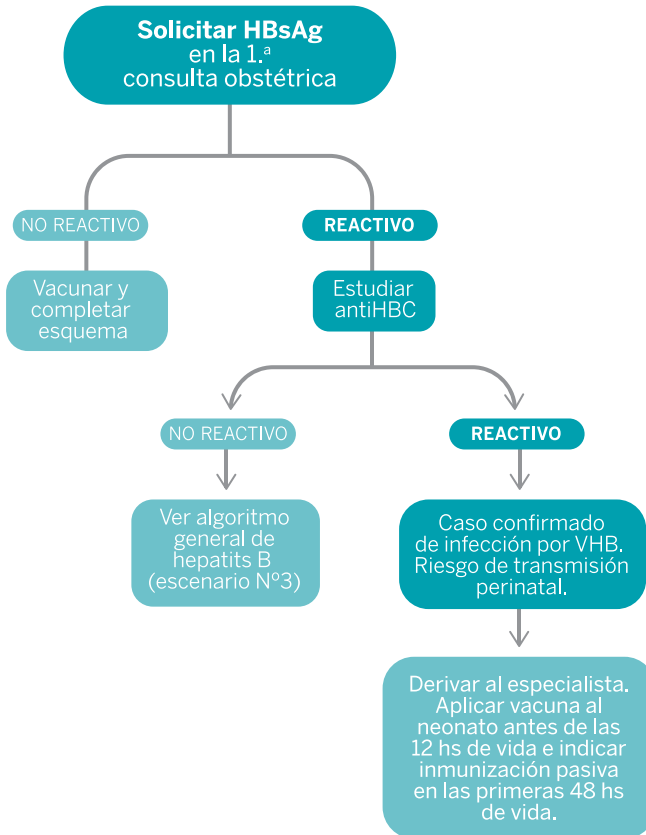 Solicitar HBsAg
en la 1.ª
consulta obstétrica
NO REACTIVO
REACTIVO
Vacunar y
completar
esquema
Estudiar
antiHBC
NO REACTIVO
REACTIVO
Ver algoritmo
general de
hepatits B
(escenario Nº3)
Caso confirmado
de infección por VHB.
Riesgo de transmisión
perinatal.
Derivar al especialista.
Aplicar vacuna al
neonato antes de las
12 hs de vida e indicar
inmunización pasiva
en las primeras 48 hs
de vida.